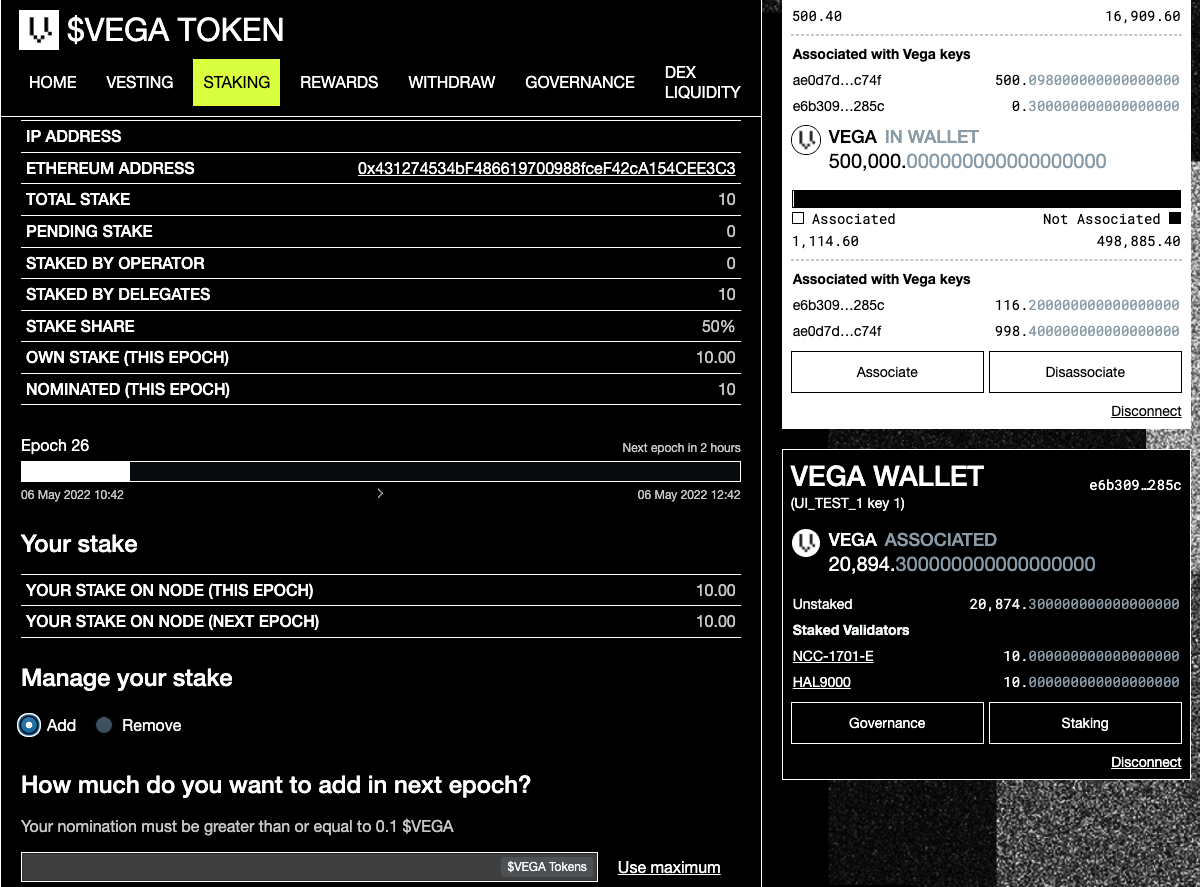 $VEGA TOKEN
HOME VESTING STAKING REWARDS WITHDRAW GOVERNANCE DEX LIQUIDITY
IP ADDRESS
ETHEREUM ADDRESS 0x431274534bF486619700988fceF42cA154CEE3C3
TOTAL STAKE 10
PENDING STAKE 0
STAKED BY OPERATOR 0
STAKED BY DELEGATES 10
STAKE SHARE 50%
OWN STAKE (THIS EPOCH) 10.00
NOMINATED (THIS EPOCH) 10
Epoch 26 Next epoch in 2 hours
06 May 2022 10:42 06 May 2022 12:42
Your stake
YOUR STAKE ON NODE (THIS EPOCH) 10.00
YOUR STAKE ON NODE (NEXT EPOCH) 10.00
Manage your stake
Add Remove
How much do you want to add in next epoch?
Your nomination must be greater than or equal to 0.1 $VEGA
$VEGA Tokens Use maximum
500.40 16,909.60
Associated with Vega keys
ae0d7d…c74f 500.098000000000000000
e6b309…285c 0.300000000000000000
VEGA IN WALLET
500,000.000000000000000000
Associated Not Associated
1,114.60 498,885.40
Associated with Vega keys
e6b309…285c 116.200000000000000000
ae0d7d…c74f 998.400000000000000000
Associate Disassociate
Disconnect
VEGA WALLET e6b309…285c
(UI_TEST_1 key 1)
VEGA ASSOCIATED
20,894.300000000000000000
Unstaked 20,874.300000000000000000
Staked Validators
NCC-1701-E 10.000000000000000000
HAL9000 10.000000000000000000
Governance Staking
Disconnect